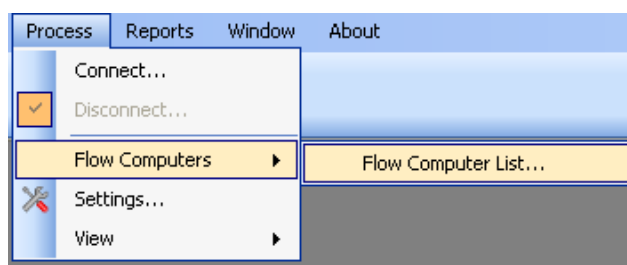 Process Reports Window About
Connect...
Disconnect...
Flow Computers Flow Computer List...
Settings...
View